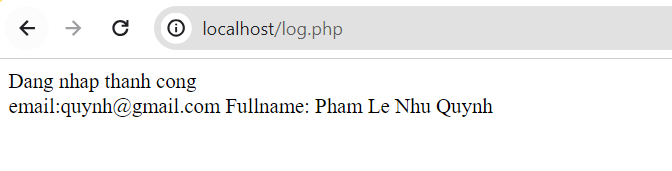 localhost/log.php
Dang nhap thanh cong
email:quynh@gmail.com Fullname: Pham Le Nhu Quynh